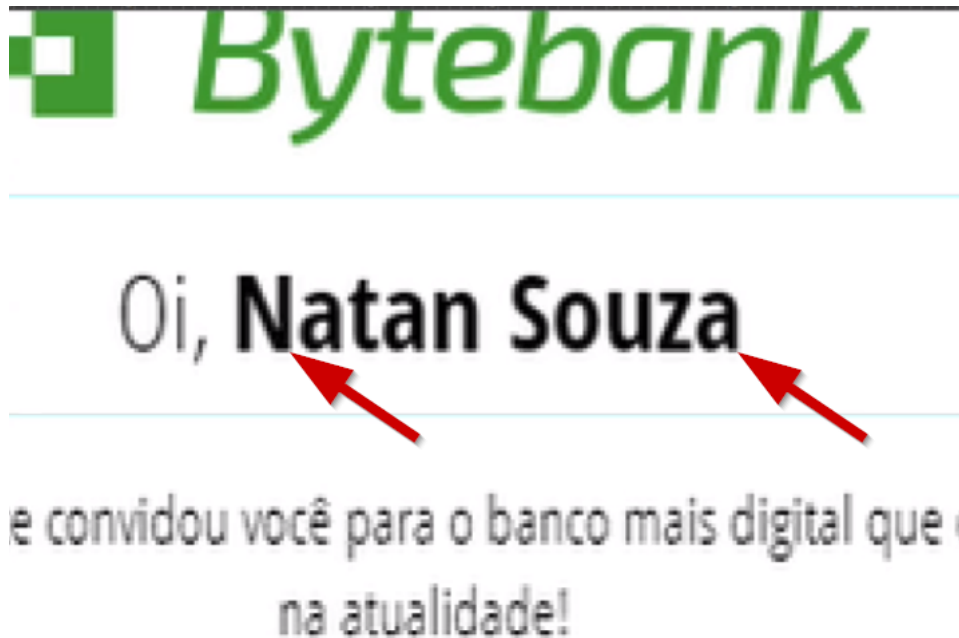 Bytebank
Oi, Natan Souza
e convidou você para o banco mais digital que
na atualidade!